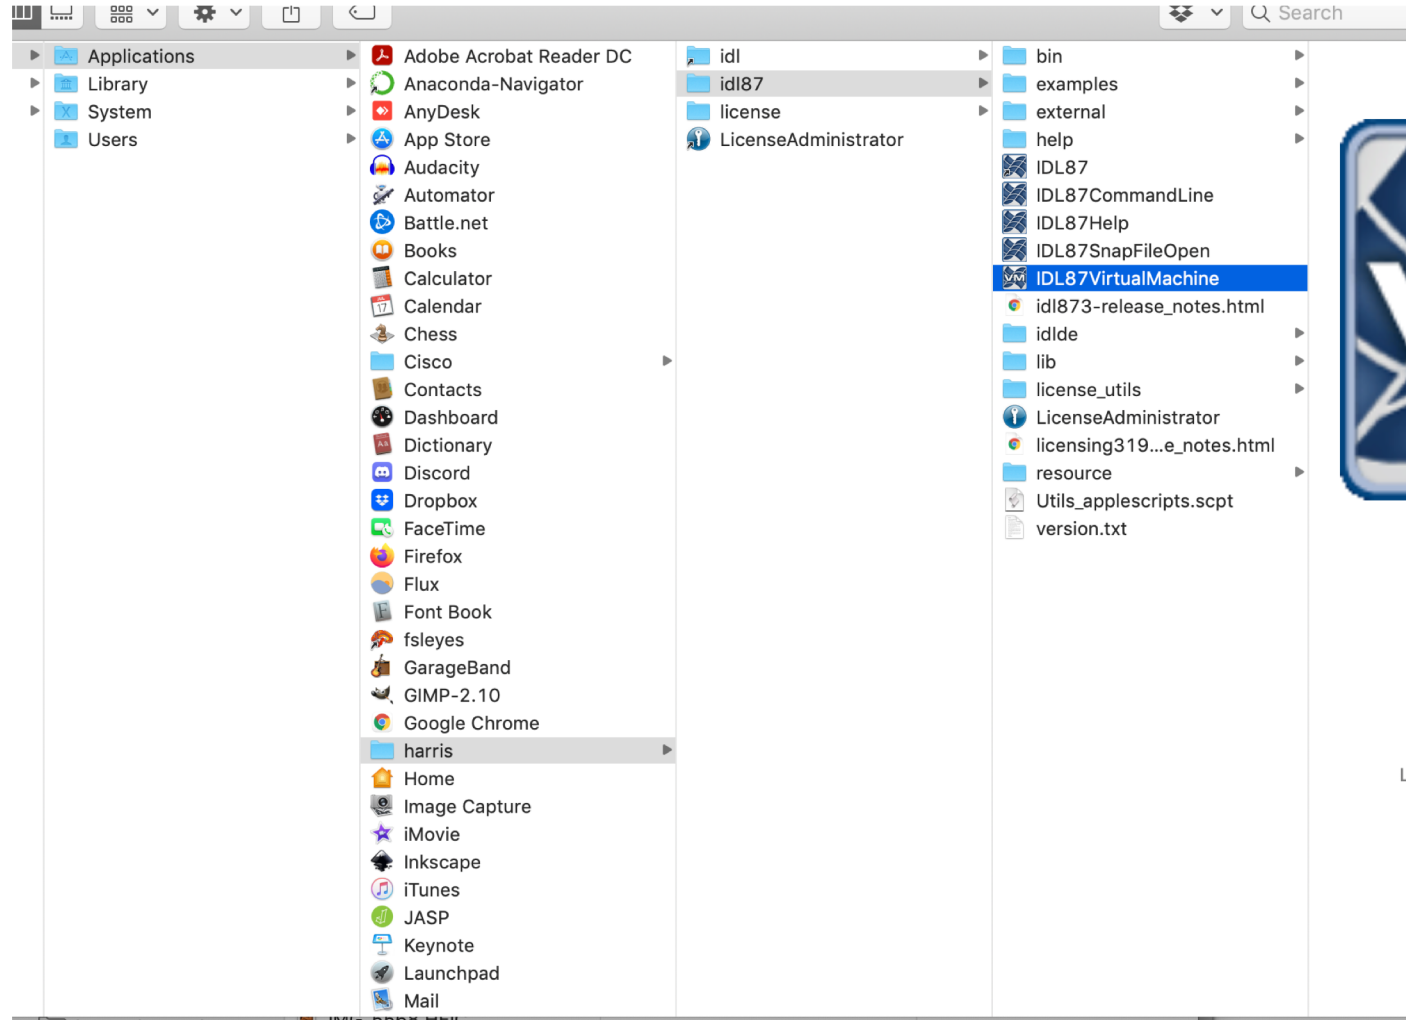 Search
Applications
Library
System
Users
Adobe Acrobat Reader DC
Anaconda-Navigator
AnyDesk
App Store
Audacity
Automator
Battle.net
Books
Calculator
Calendar
Chess
Cisco
Contacts
Dashboard
Dictionary
Discord
Dropbox
FaceTime
Firefox
Flux
Font Book
fsleyes
GarageBand
GIMP-2.10
Google Chrome
harris
Home
Image Capture
iMovie
Inkscape
iTunes
JASP
Keynote
Launchpad
Mail
idl
idl87
license
LicenseAdministrator
bin
examples
external
help
IDL87
IDL87CommandLine
IDL87Help
IDL87SnapFileOpen
IDL87VirtualMachine
idl873-release_notes.html
idlde
lib
license_utils
LicenseAdministrator
licensing319...e_notes.html
resource
Utils_applescripts.scpt
version.txt